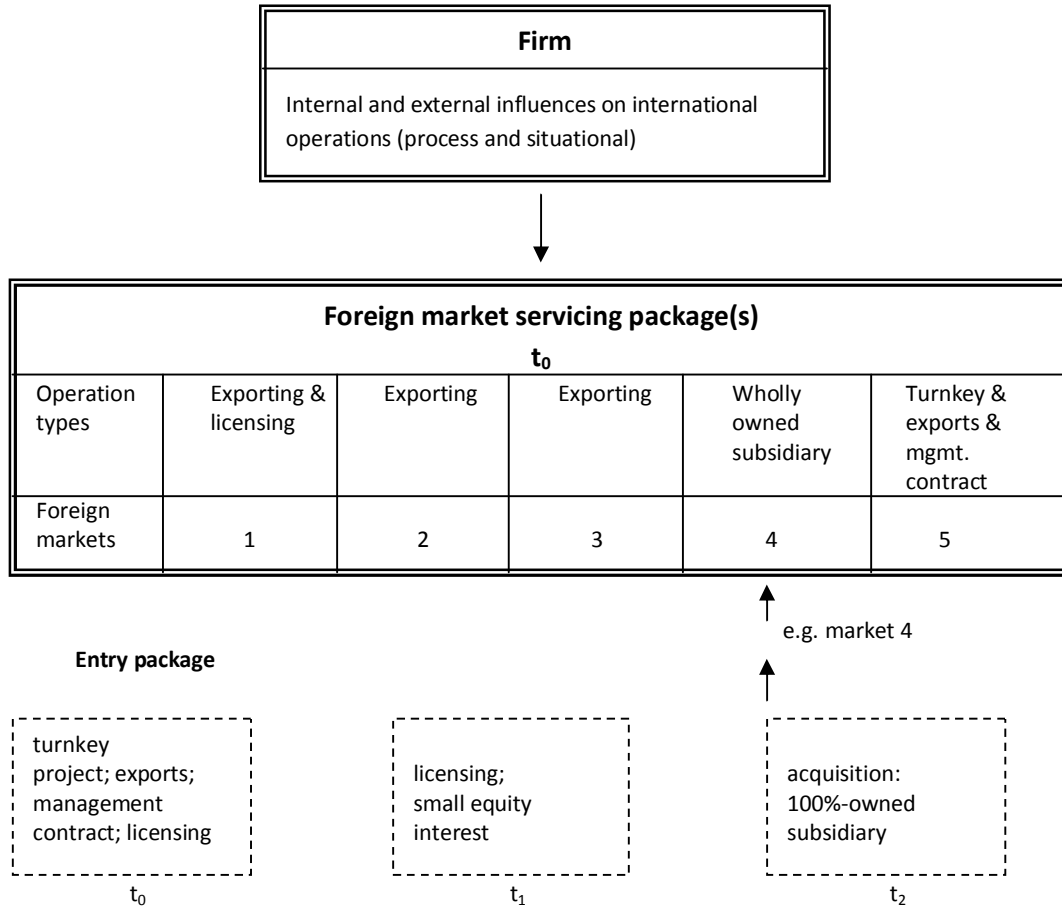 Firm
Internal and external influences on international
operations (process and situational)
Foreign market servicing package(s)
t₀
Operation
types
Exporting &
licensing
Exporting
Exporting
Wholly
owned
subsidiary
Turnkey &
exports &
mgmt.
contract
Foreign
markets
1
2
3
4
5
e.g. market 4
Entry package
turnkey
project; exports;
management
contract; licensing
licensing;
small equity
interest
acquisition:
100%-owned
subsidiary
t₀
t₁
t₂